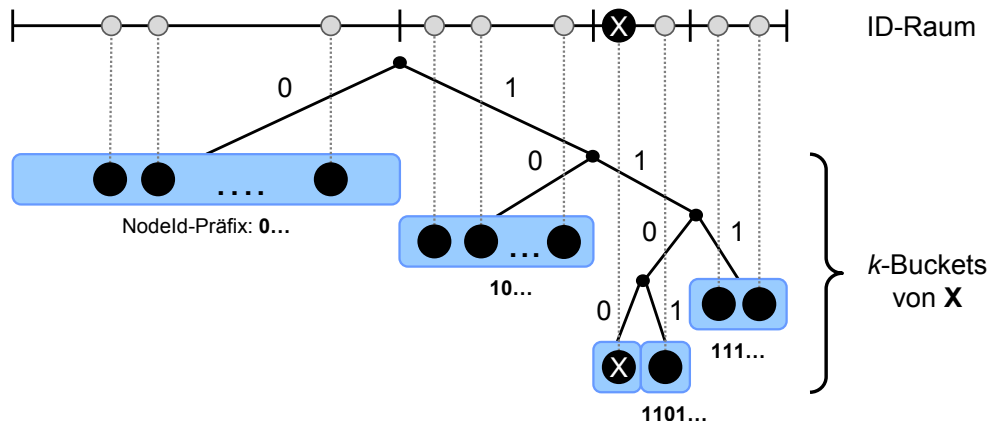 X
ID-Raum
0
1
0
1
....
NodeId-Präfix: 0...
0
1
...
10...
k-Buckets
von X
0
1
111...
X
1101...